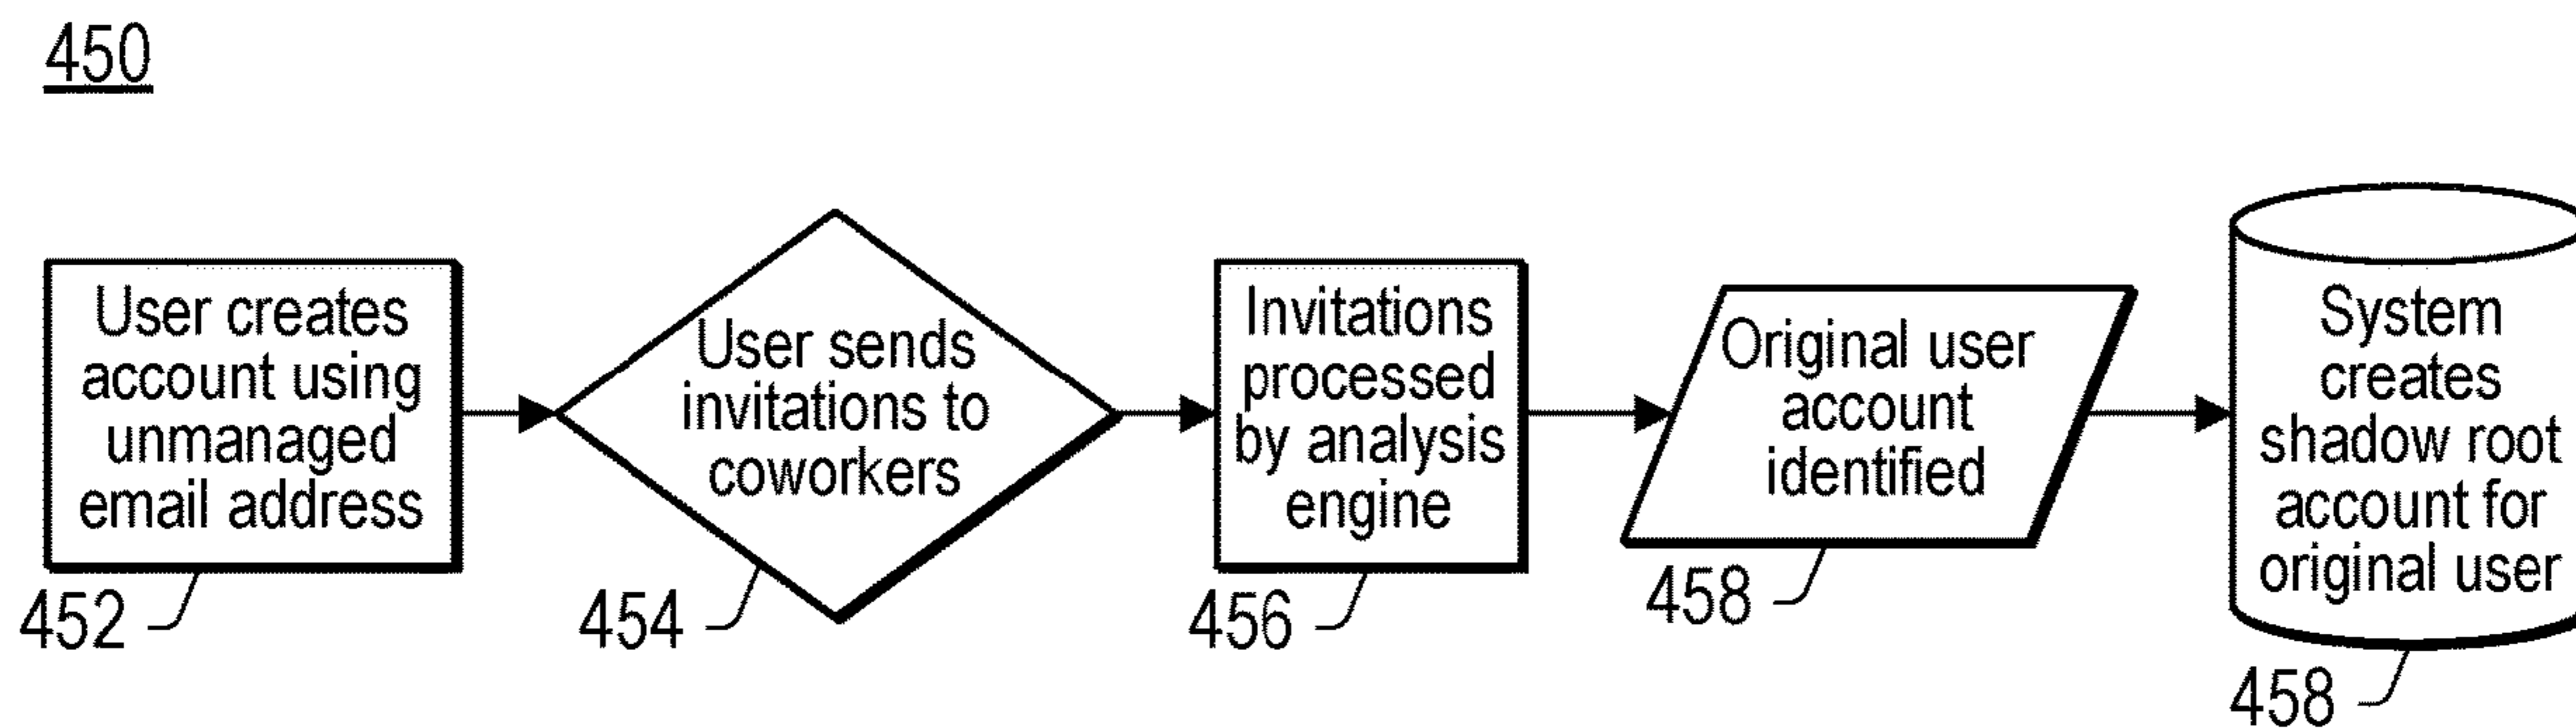 450
User creates
account using
unmanaged
email address
452
User sends
invitations to
coworkers
454
Invitations
processed
by analysis
engine
456
Original user
account
identified
458
System
creates
shadow root
account for
original user
458